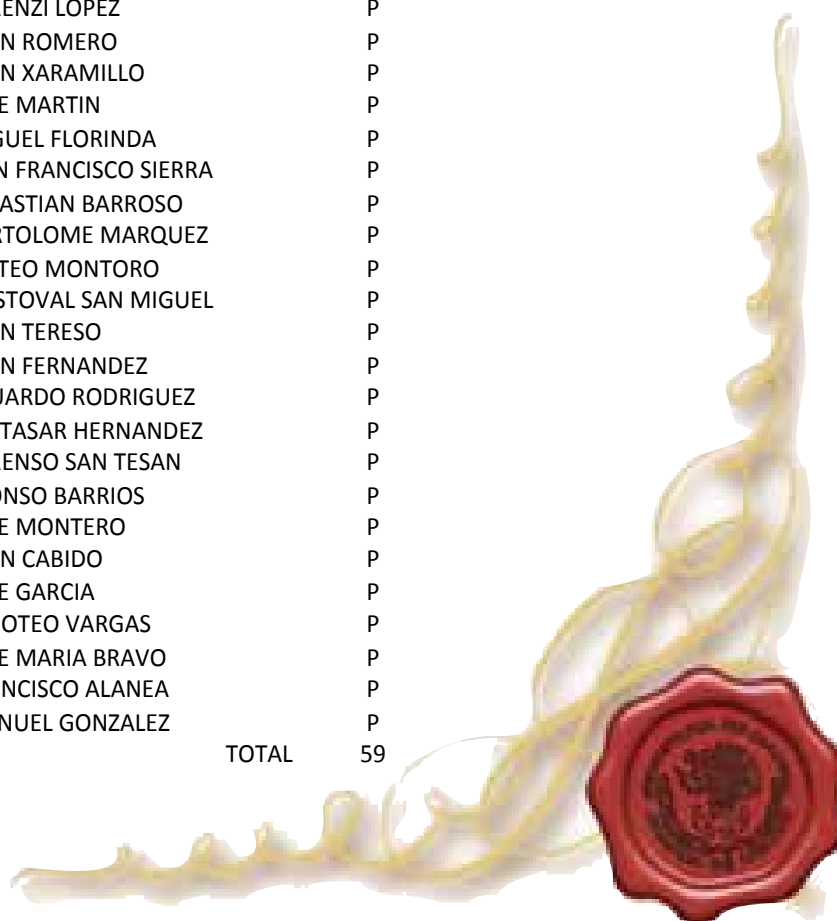 ENZI LOPEZ P
N ROMERO P
N XARAMILLO P
E MARTIN P
GUEL FLORINDA P
N FRANCISCO SIERRA P
ASTIAN BARROSO P
RTOLOME MARQUEZ P
TEO MONTORO P
STOVAL SAN MIGUEL P
N TERESO P
N FERNANDEZ P
UARDO RODRIGUEZ P
TASAR HERNANDEZ P
ENSO SAN TESAN P
ONSO BARRIOS P
E MONTERO P
N CABIDO P
E GARCIA P
OTEO VARGAS P
E MARIA BRAVO P
NCISCO ALANEA P
NUEL GONZALEZ P
TOTAL 59